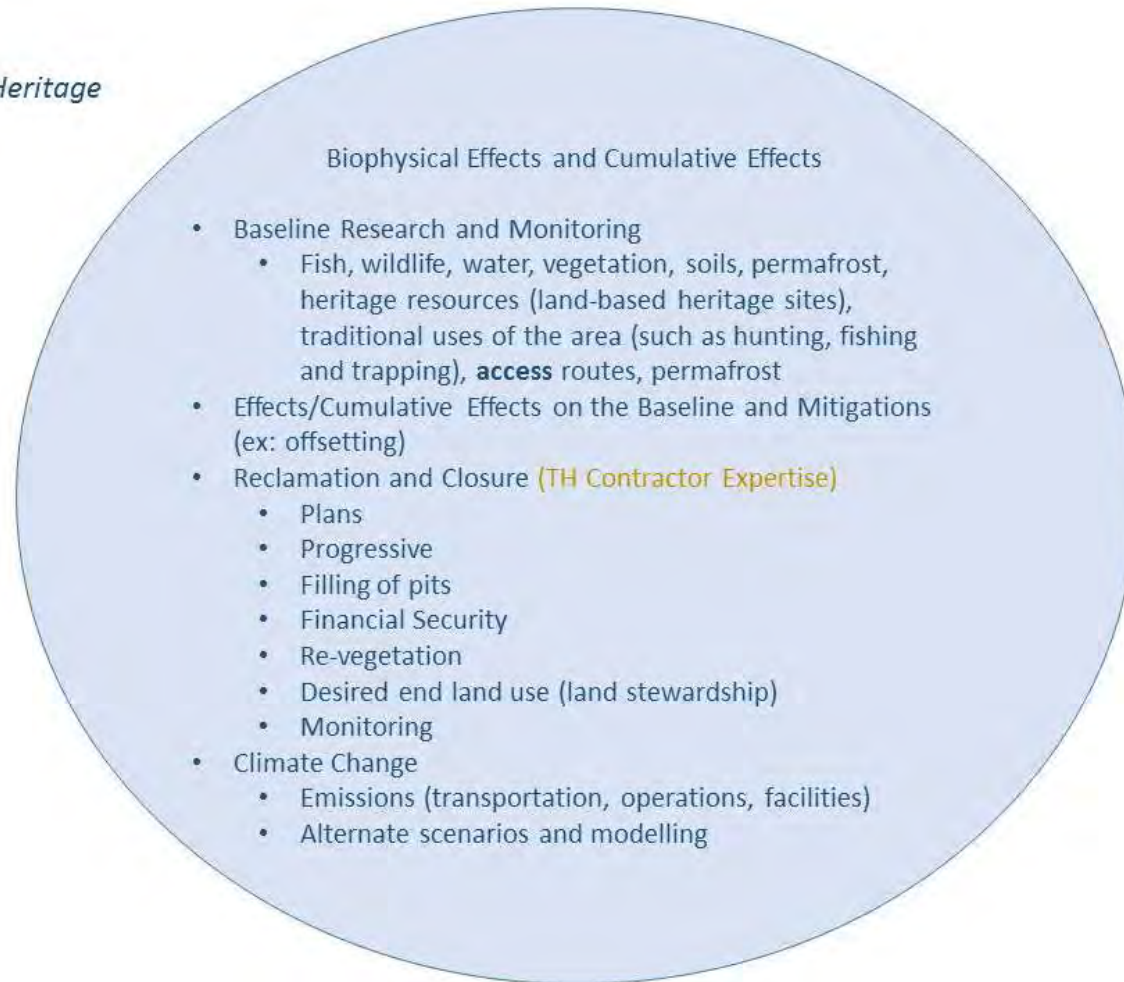 Heritage
Biophysical Effects and Cumulative Effects
• Baseline Research and Monitoring
• Fish, wildlife, water, vegetation, soils, permafrost,
heritage resources (land-based heritage sites),
traditional uses of the area (such as hunting, fishing
and trapping), access routes, permafrost
• Effects/Cumulative Effects on the Baseline and Mitigations
(ex: offsetting)
• Reclamation and Closure (TH Contractor Expertise)
• Plans
• Progressive
• Filling of pits
• Financial Security
• Re-vegetation
• Desired end land use (land stewardship)
• Monitoring
• Climate Change
• Emissions (transportation, operations, facilities)
• Alternate scenarios and modelling